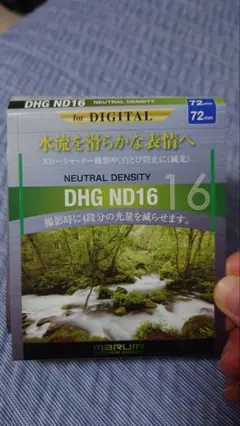 for DIGITAL
DHG ND16 NEUTRAL DENSITY 72mm
72mm
水流を滑らかな表情へ
スローシャッター撮影や、白とび防止に(減光)
NEUTRAL DENSITY
DHG ND16 16
撮影時に4段分の光量を減らせます。
marumi